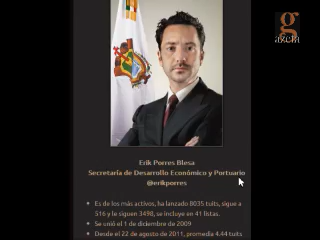 g
axeni
Erik Porres Blesa
Secretaría de Desarrollo Económico y Portuario
@erikporres
• Es de los más activos, ha lanzado 8035 tuits, sigue a
516 y le siguen 3498, se incluye en 41 listas.
• Se unió el 1 de diciembre de 2009
• Desde el 22 de agosto de 2011, promedia 4.44 tuits